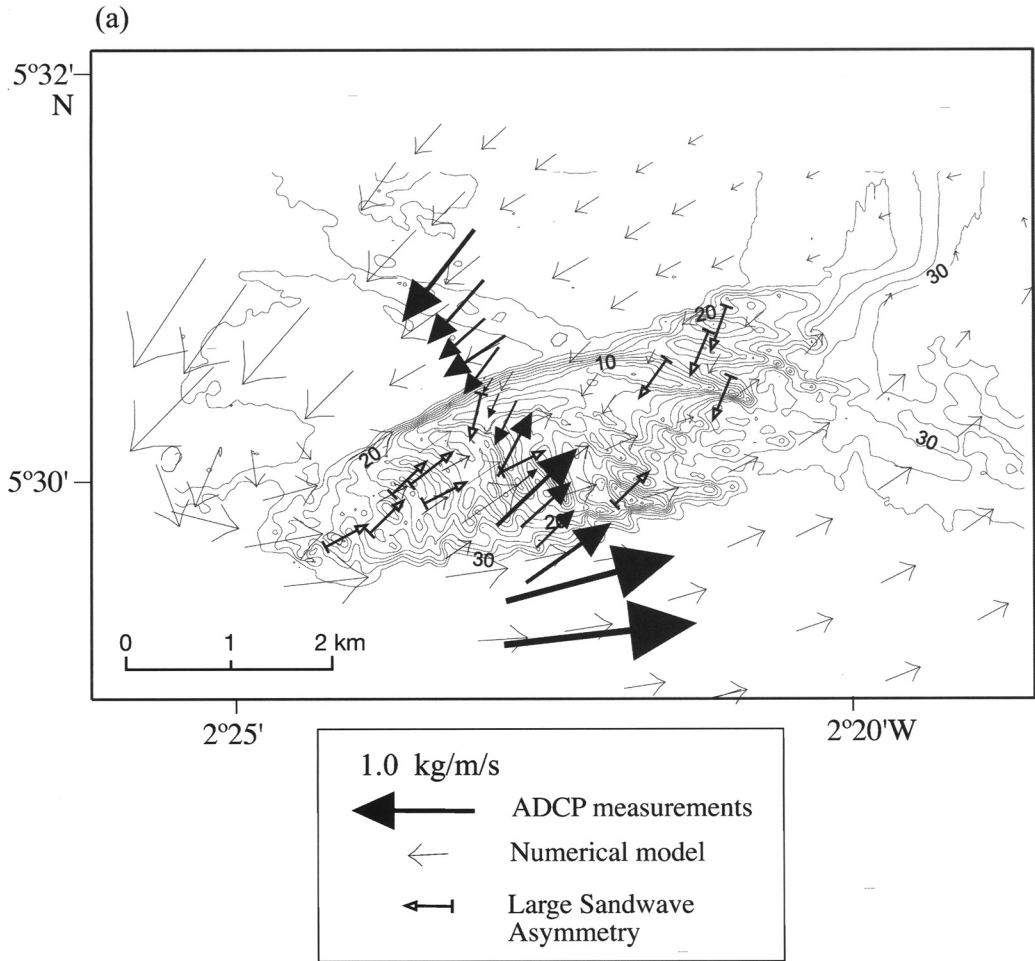 (a)
5°32'
N
30
20
10
20
30
5°30'
20
30
0 1 2 km
2°25'
2°20'W
1.0 kg/m/s
ADCP measurements
Numerical model
Large Sandwave
Asymmetry